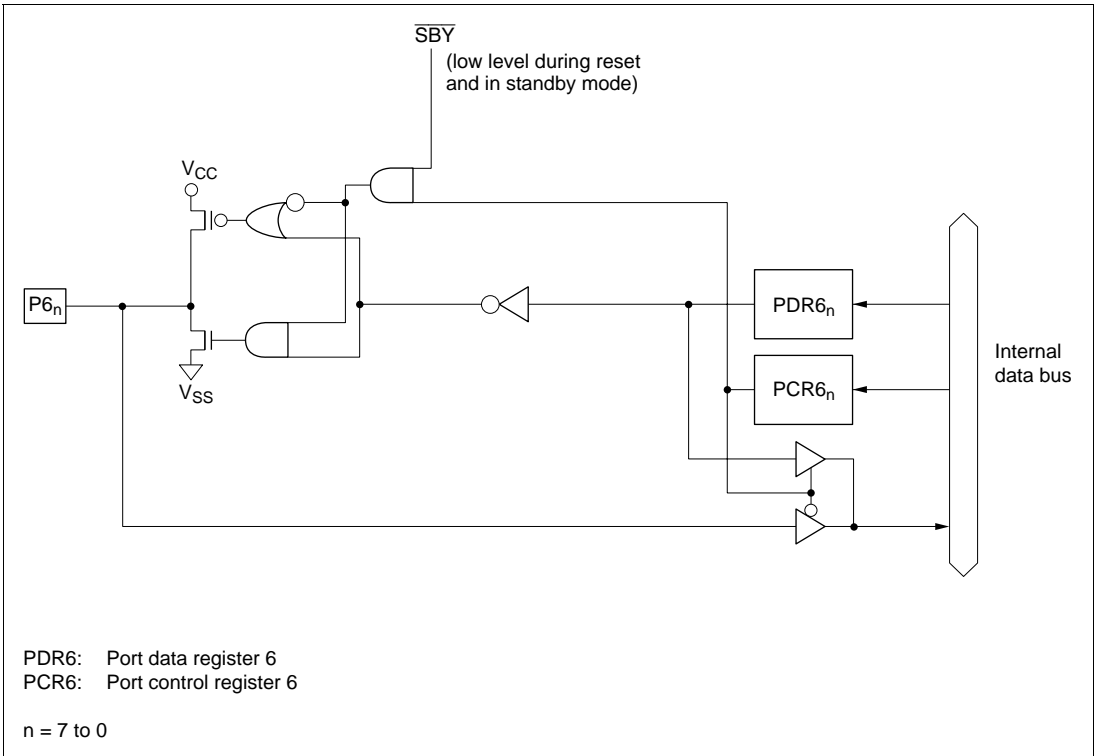 SBY
(low level during reset
and in standby mode)
VCC
P6n
VSS
PDR6n
PCR6n
Internal
data bus
PDR6: Port data register 6
PCR6: Port control register 6
n = 7 to 0